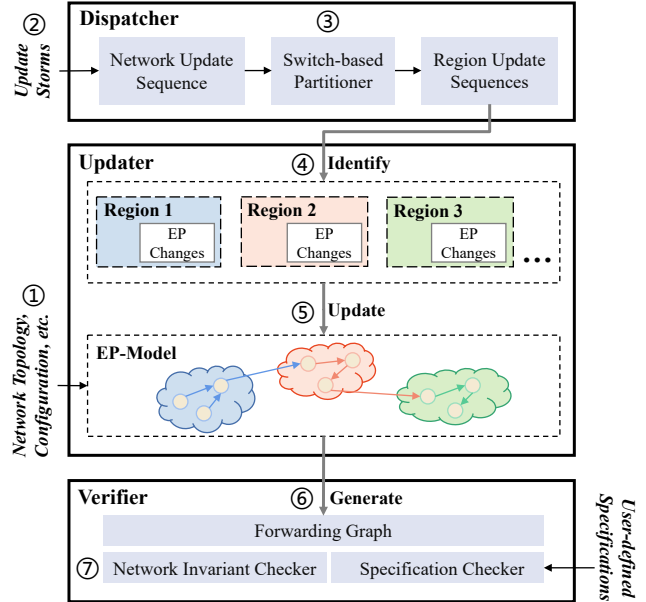 Dispatcher
②
③
Update
Storms
Network Update
Sequence
Switch-based
Partitioner
Region Update
Sequences
Updater
④ Identify
Region 1
EP
Changes
Region 2
EP
Changes
Region 3
EP
Changes
...
⑤ Update
①
Network Topology,
Configuration, etc.
EP-Model
Verifier
⑥ Generate
Forwarding Graph
⑦
Network Invariant Checker
Specification Checker
User-defined
Specifications